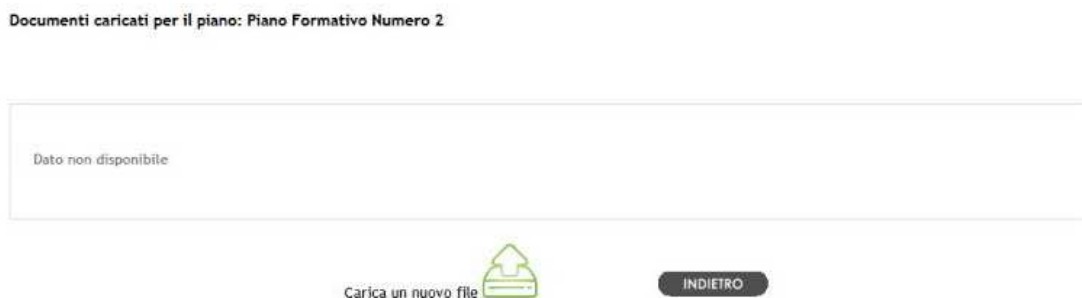 Documenti caricati per il piano: Piano Formativo Numero 2
Dato non disponibile
Carica un nuovo file
INDIETRO